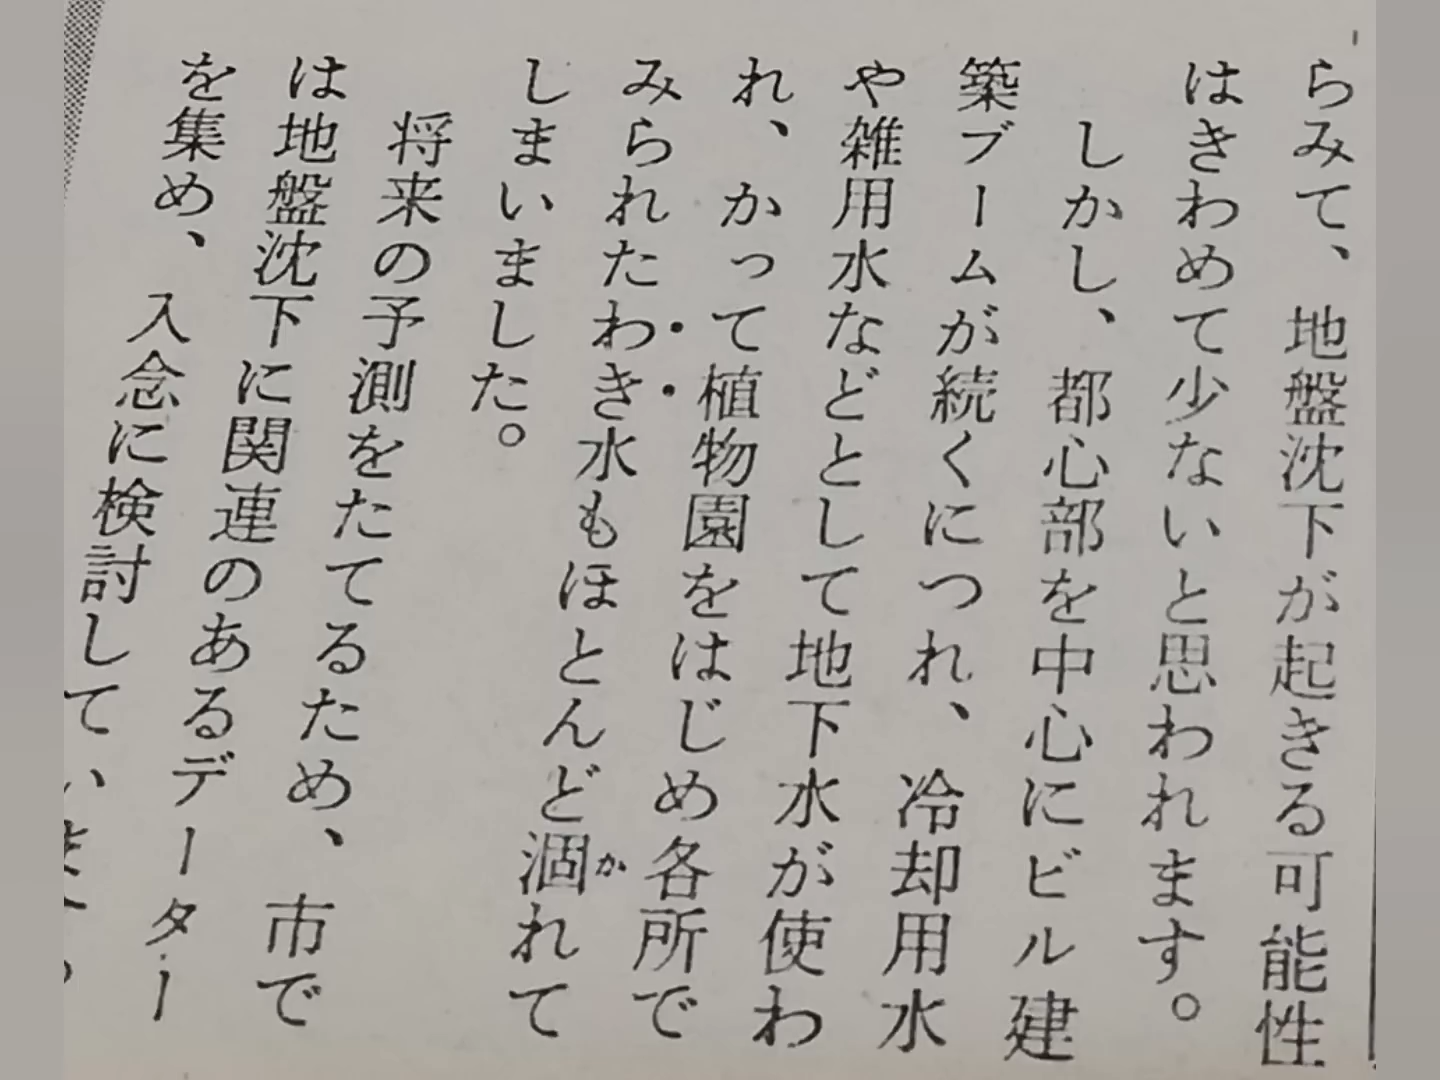 らみて、地盤沈下が起きる可能性
はきわめて少ないと思われます。
しかし、都心部を中心にビル建
築ブームが続くにつれ、冷却用水
や雑用水などとして地下水が使わ
れ、かって植物園をはじめ各所で
みられたわき水もほとんど涸れて
か
しまいました。
将来の予測をたてるため、市で
は地盤沈下に関連のあるデーター
を集め、入念に検討しています。